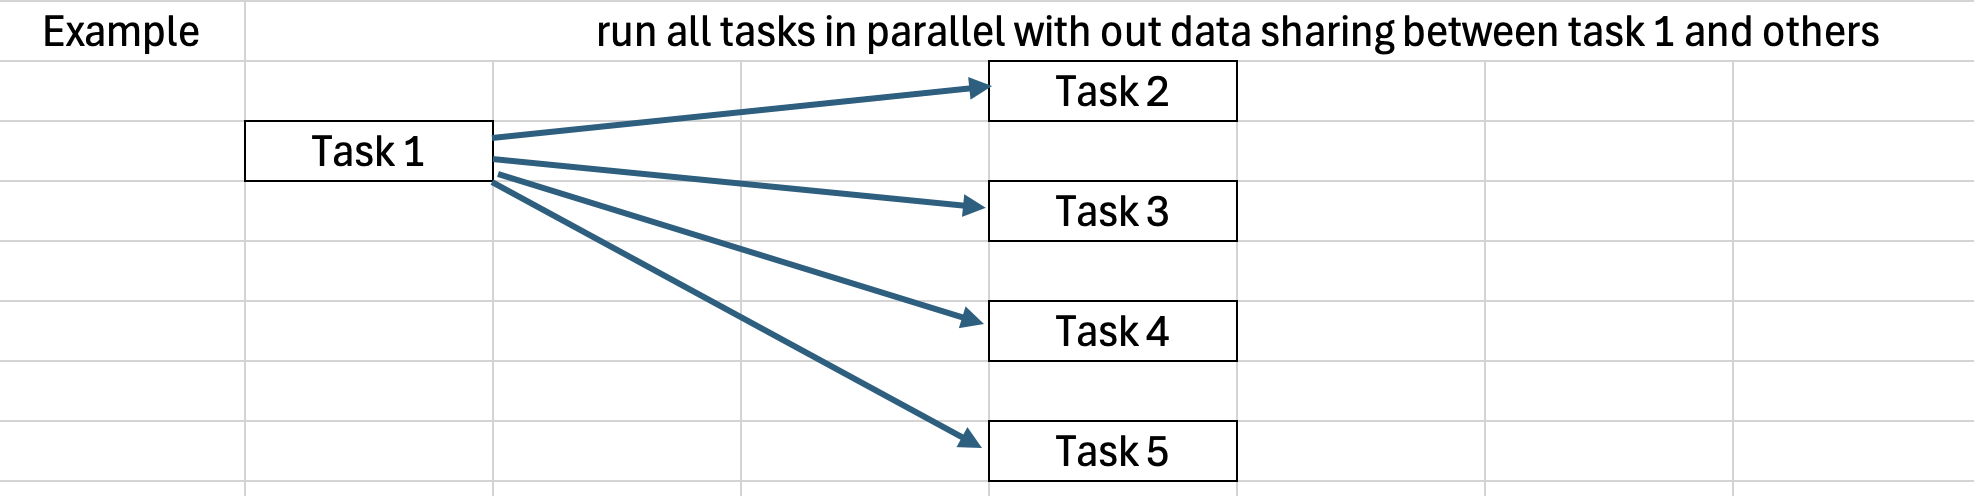 Example
run all tasks in parallel with out data sharing between task 1 and others
Task 2
Task 1
Task 3
Task 4
Task 5